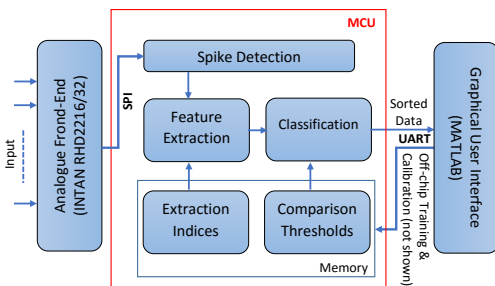 MCU
Input
Analogue Frond-End
(INTAN RHD2216/32)
SPI
Spike Detection
Feature
Extraction
Classification
Extraction
Indices
Comparison
Thresholds
Memory
Sorted
Data
UART
Off-chip Training &
Calibration (not shown)
Graphical User Interface
(MATLAB)